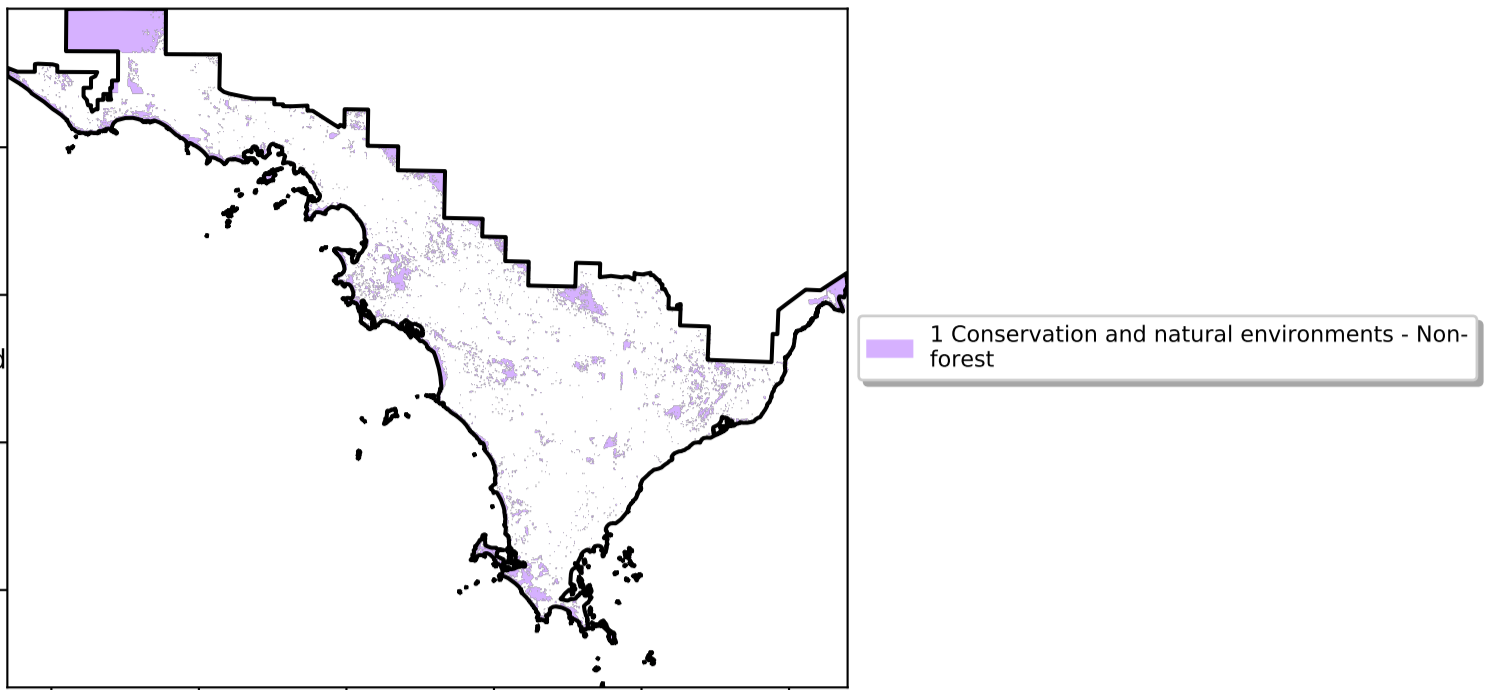 1 Conservation and natural environments - Non-
forest